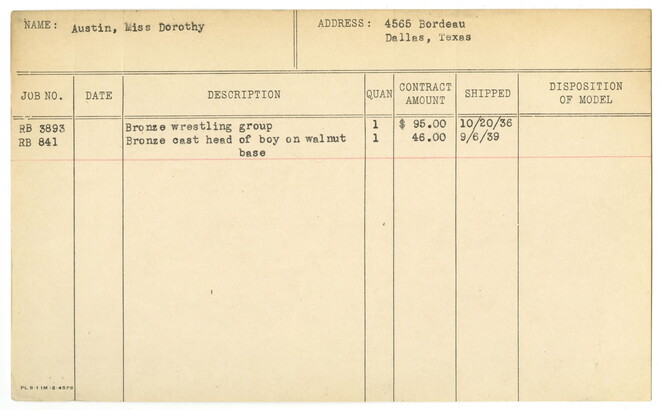 NAME: Austin, Miss Dorothy
ADDRESS: 4565 Bordeau
Dallas, Texas
JOB NO. DATE DESCRIPTION QUAN CONTRACT AMOUNT SHIPPED DISPOSITION OF MODEL
RB 3893 Bronze wrestling group 1 $ 95.00 10/20/36
RB 841 Bronze cast head of boy on walnut 1 46.00 9/6/39
base